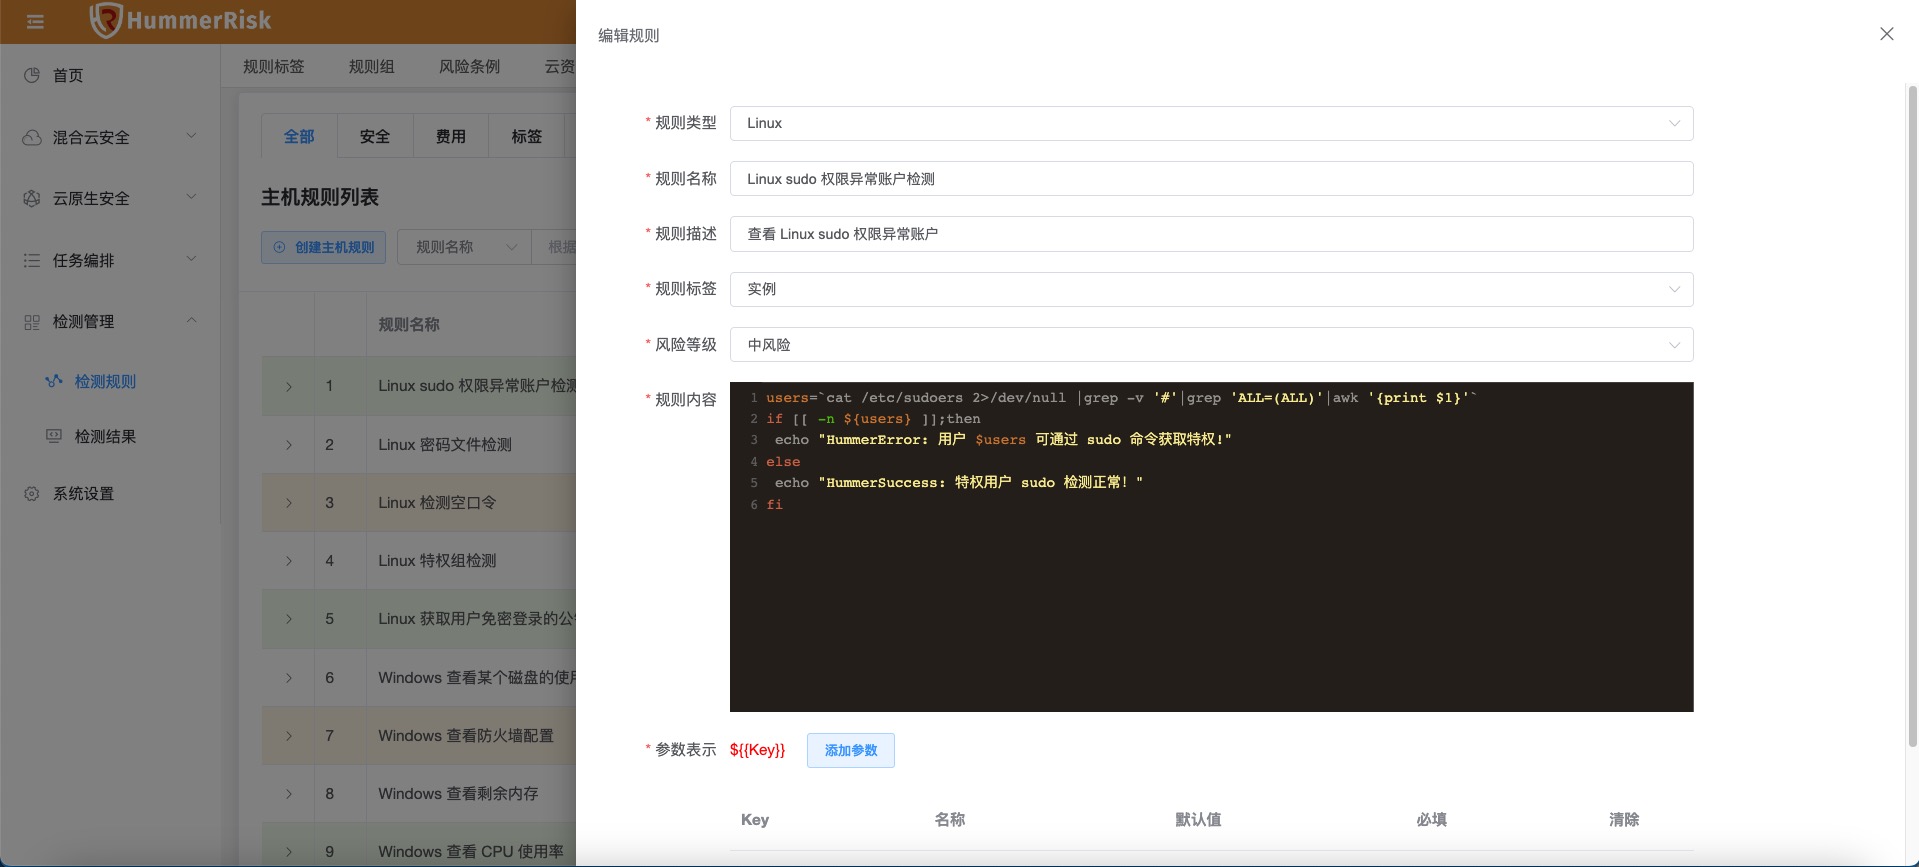 HummerRisk
首页
混合云安全
云原生安全
任务编排
检测管理
检测规则
检测结果
系统设置
规则标签 规则组 风险条例 云资
全部 安全 费用 标签
主机规则列表
创建主机规则 规则名称 根据
规则名称
1 Linux sudo 权限异常账户检测
2 Linux 密码文件检测
3 Linux 检测空口令
4 Linux 特权组检测
5 Linux 获取用户免密登录的公
6 Windows 查看某个磁盘的使用
7 Windows 查看防火墙配置
8 Windows 查看剩余内存
9 Windows 查看 CPU 使用率
编辑规则
* 规则类型 Linux
* 规则名称 Linux sudo 权限异常账户检测
* 规则描述 查看 Linux sudo 权限异常账户
* 规则标签 实例
* 风险等级 中风险
* 规则内容
1 users=`cat /etc/sudoers 2>/dev/null |grep -v '#'|grep 'ALL=(ALL)'|awk '{print $1}'`
2 if [[ -n ${users} ]];then
3 echo "HummerError: 用户 $users 可通过 sudo 命令获取特权!"
4 else
5 echo "HummerSuccess: 特权用户 sudo 检测正常！"
6 fi
* 参数表示 ${{Key}} 添加参数
Key 名称 默认值 必填 清除